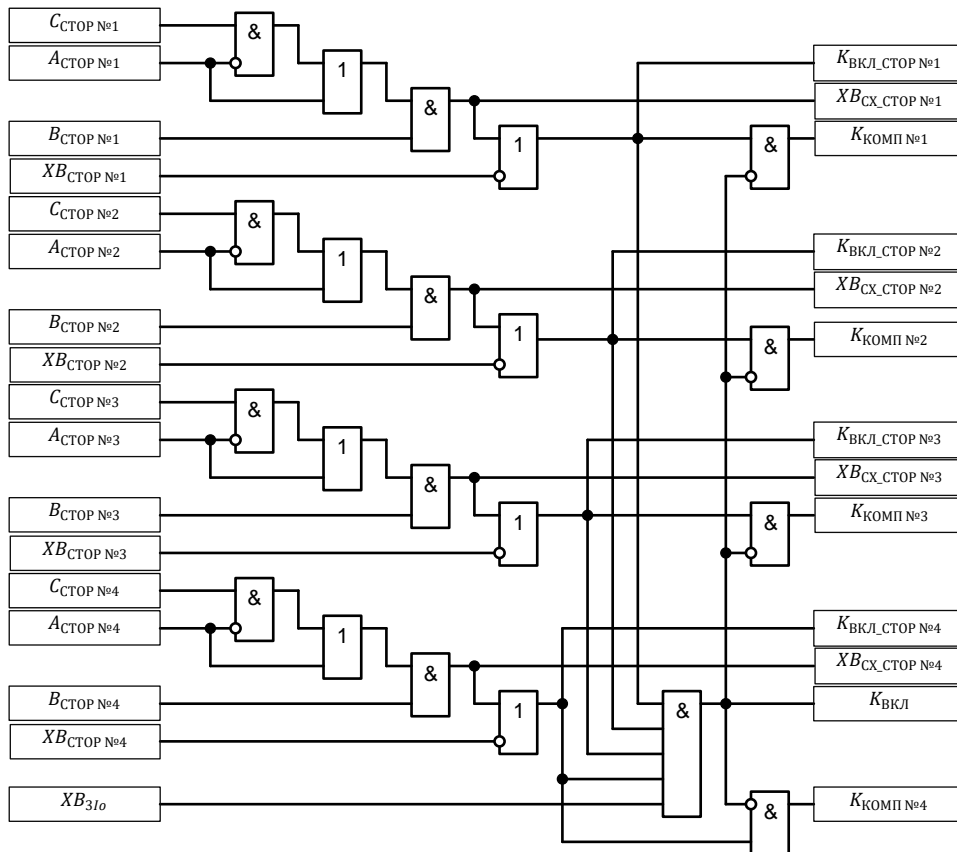 C СТОР №1
A СТОР №1
B СТОР №1
XB СТОР №1
C СТОР №2
A СТОР №2
B СТОР №2
XB СТОР №2
C СТОР №3
A СТОР №3
B СТОР №3
XB СТОР №3
C СТОР №4
A СТОР №4
B СТОР №4
XB СТОР №4
XB 3Io
&
1
&
1
&
1
&
1
&
1
&
1
&
1
&
1
&
&
&
&
&
K ВКЛ_СТОР №1
XB СХ_СТОР №1
K КОМП №1
K ВКЛ_СТОР №2
XB СХ_СТОР №2
K КОМП №2
K ВКЛ_СТОР №3
XB СХ_СТОР №3
K КОМП №3
K ВКЛ_СТОР №4
XB СХ_СТОР №4
K ВКЛ
K КОМП №4